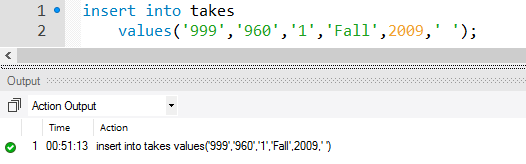 1 insert into takes
2 values('999','960','1','Fall',2009,' ');
Output
Action Output
Time Action
1 00:51:13 insert into takes values('999','960','1','Fall',2009,' ')